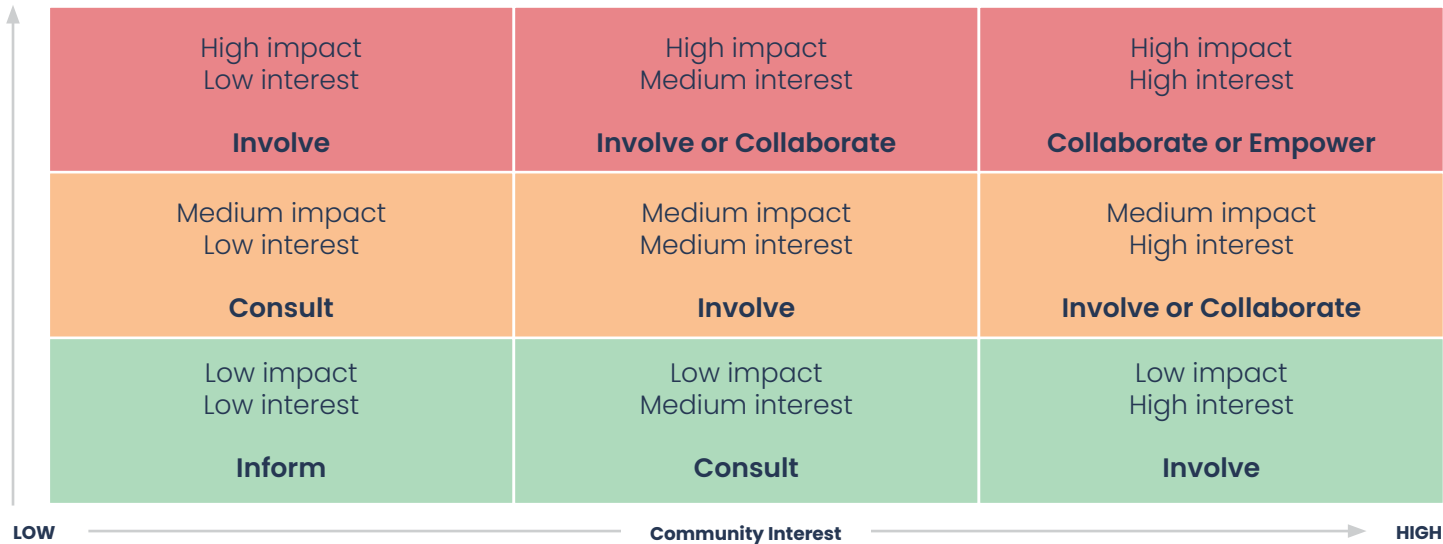 High impact
Low interest
Involve
High impact
Medium interest
Involve or Collaborate
High impact
High interest
Collaborate or Empower
Medium impact
Low interest
Consult
Medium impact
Medium interest
Involve
Medium impact
High interest
Involve or Collaborate
Low impact
Low interest
Inform
Low impact
Medium interest
Consult
Low impact
High interest
Involve
LOW
Community Interest
HIGH